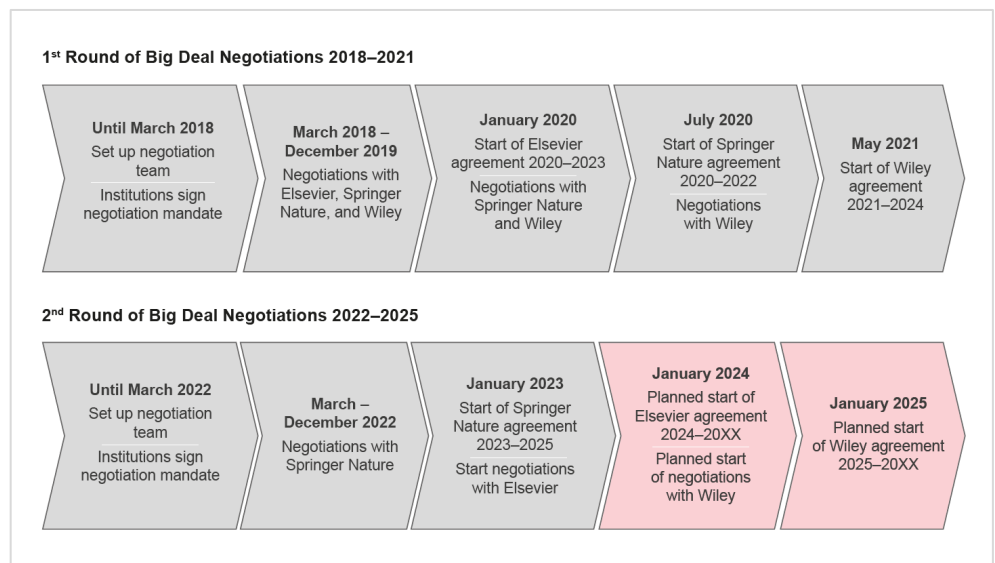 1st Round of Big Deal Negotiations 2018–2021
Until March 2018
Set up negotiation
team
Institutions sign
negotiation mandate
March 2018 –
December 2019
Negotiations with
Elsevier, Springer
Nature, and Wiley
January 2020
Start of Elsevier
agreement 2020–2023
Negotiations with
Springer Nature
and Wiley
July 2020
Start of Springer
Nature agreement
2020–2022
Negotiations
with Wiley
May 2021
Start of Wiley
agreement
2021–2024
2nd Round of Big Deal Negotiations 2022–2025
Until March 2022
Set up negotiation
team
Institutions sign
negotiation mandate
March –
December 2022
Negotiations with
Springer Nature
January 2023
Start of Springer
Nature agreement
2023–2025
Start negotiations
with Elsevier
January 2024
Planned start of
Elsevier agreement
2024–20XX
Planned start
of negotiations
with Wiley
January 2025
Planned start
of Wiley agreement
2025–20XX